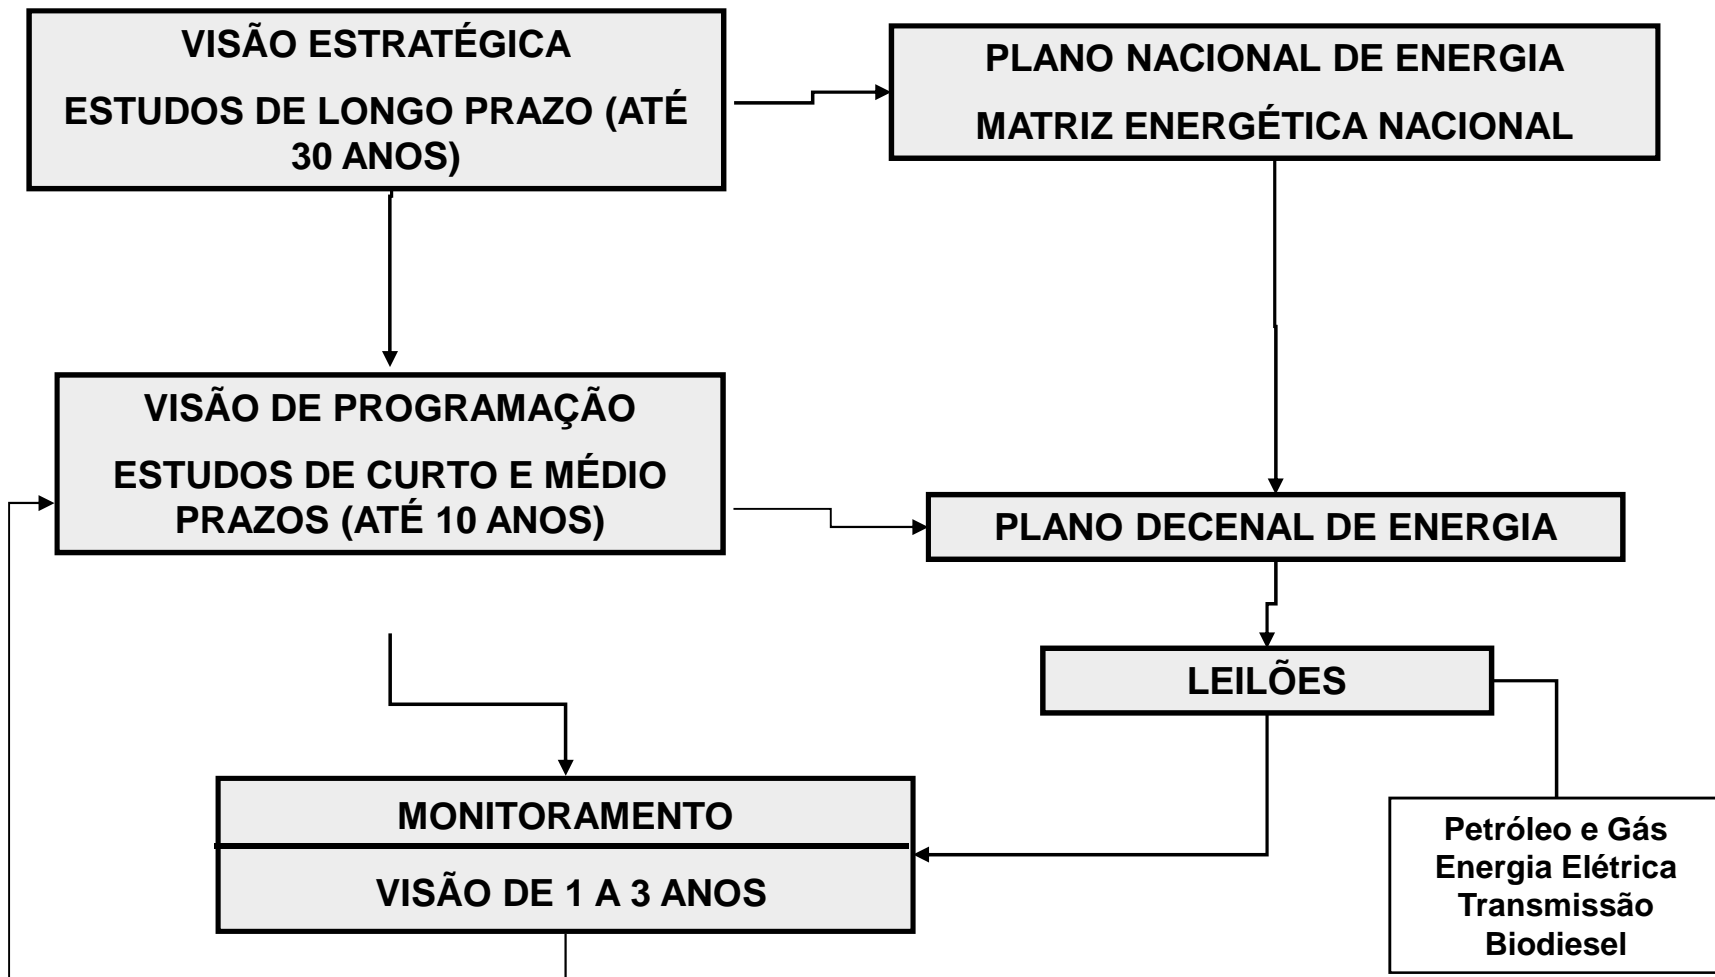 VISÃO ESTRATÉGICA
ESTUDOS DE LONGO PRAZO (ATÉ
30 ANOS)
PLANO NACIONAL DE ENERGIA
MATRIZ ENERGÉTICA NACIONAL
VISÃO DE PROGRAMAÇÃO
ESTUDOS DE CURTO E MÉDIO
PRAZOS (ATÉ 10 ANOS)
PLANO DECENAL DE ENERGIA
LEILÕES
MONITORAMENTO
VISÃO DE 1 A 3 ANOS
Petróleo e Gás
Energia Elétrica
Transmissão
Biodiesel